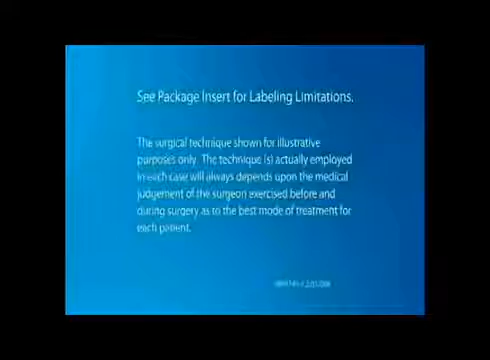 See Package Insert for Labeling Limitations.
The surgical technique shown for illustrative
purposes only. The technique (s) actually employed
in each case will always depends upon the medical
judgement of the surgeon exercised before and
during surgery as to the best mode of treatment for
each patient.